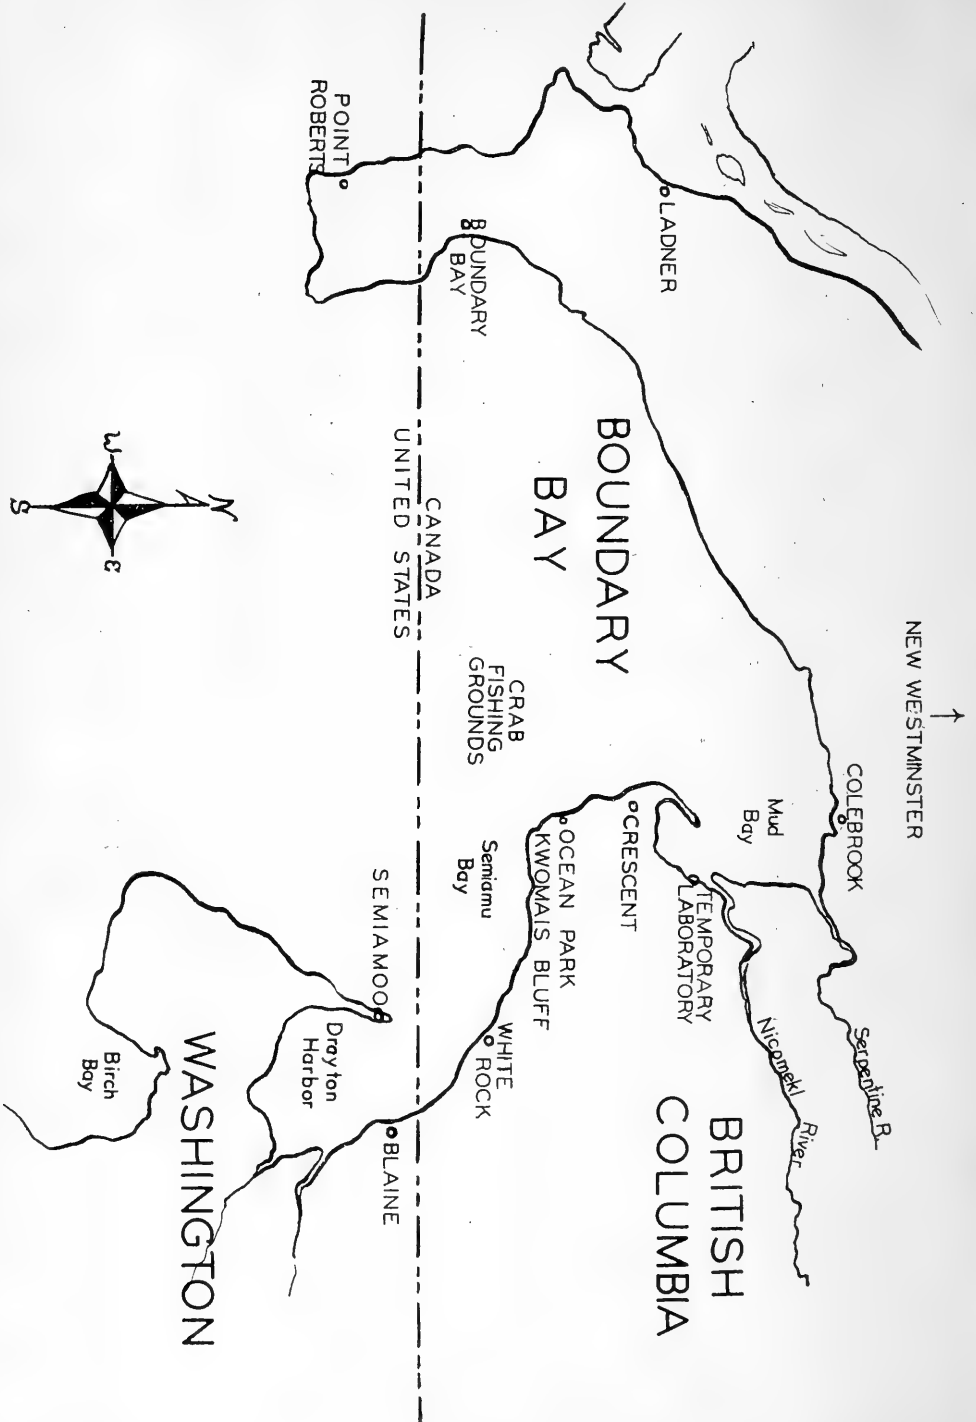 NEW WESTMINSTER
LADNER
COLEBROOK
Serpentine R.
Mud
Bay
Nicomekl River
BOUNDARY
BAY
TEMPORARY
LABORATORY
BRITISH
COLUMBIA
CRESCENT
OCEAN PARK
KWOMAIS BLUFF
CRAB
FISHING
GROUNDS
Semiamu
Bay
WHITE
ROCK
BOUNDARY
BAY
CANADA
UNITED STATES
POINT
ROBERTS
SEMIAMOO
BLAINE
Drayton
Harbor
WASHINGTON
Birch
Bay
N
W
E
S